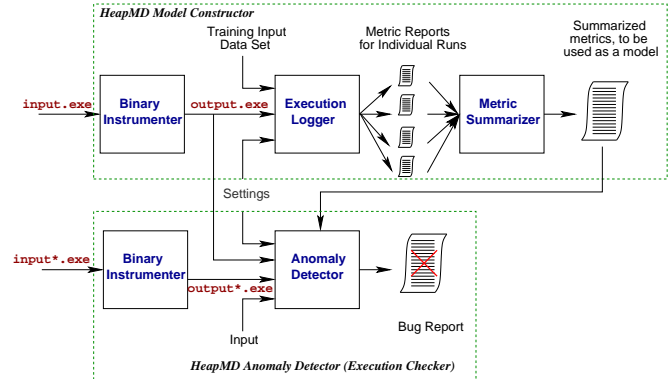 HeapMD Model Constructor
Training Input
Data Set
Metric Reports
for Individual Runs
Summarized
metrics, to be
used as a model
input.exe
Binary
Instrumenter
output.exe
Execution
Logger
Metric
Summarizer
Settings
input*.exe
Binary
Instrumenter
output*.exe
Anomaly
Detector
Input
Bug Report
HeapMD Anomaly Detector (Execution Checker)